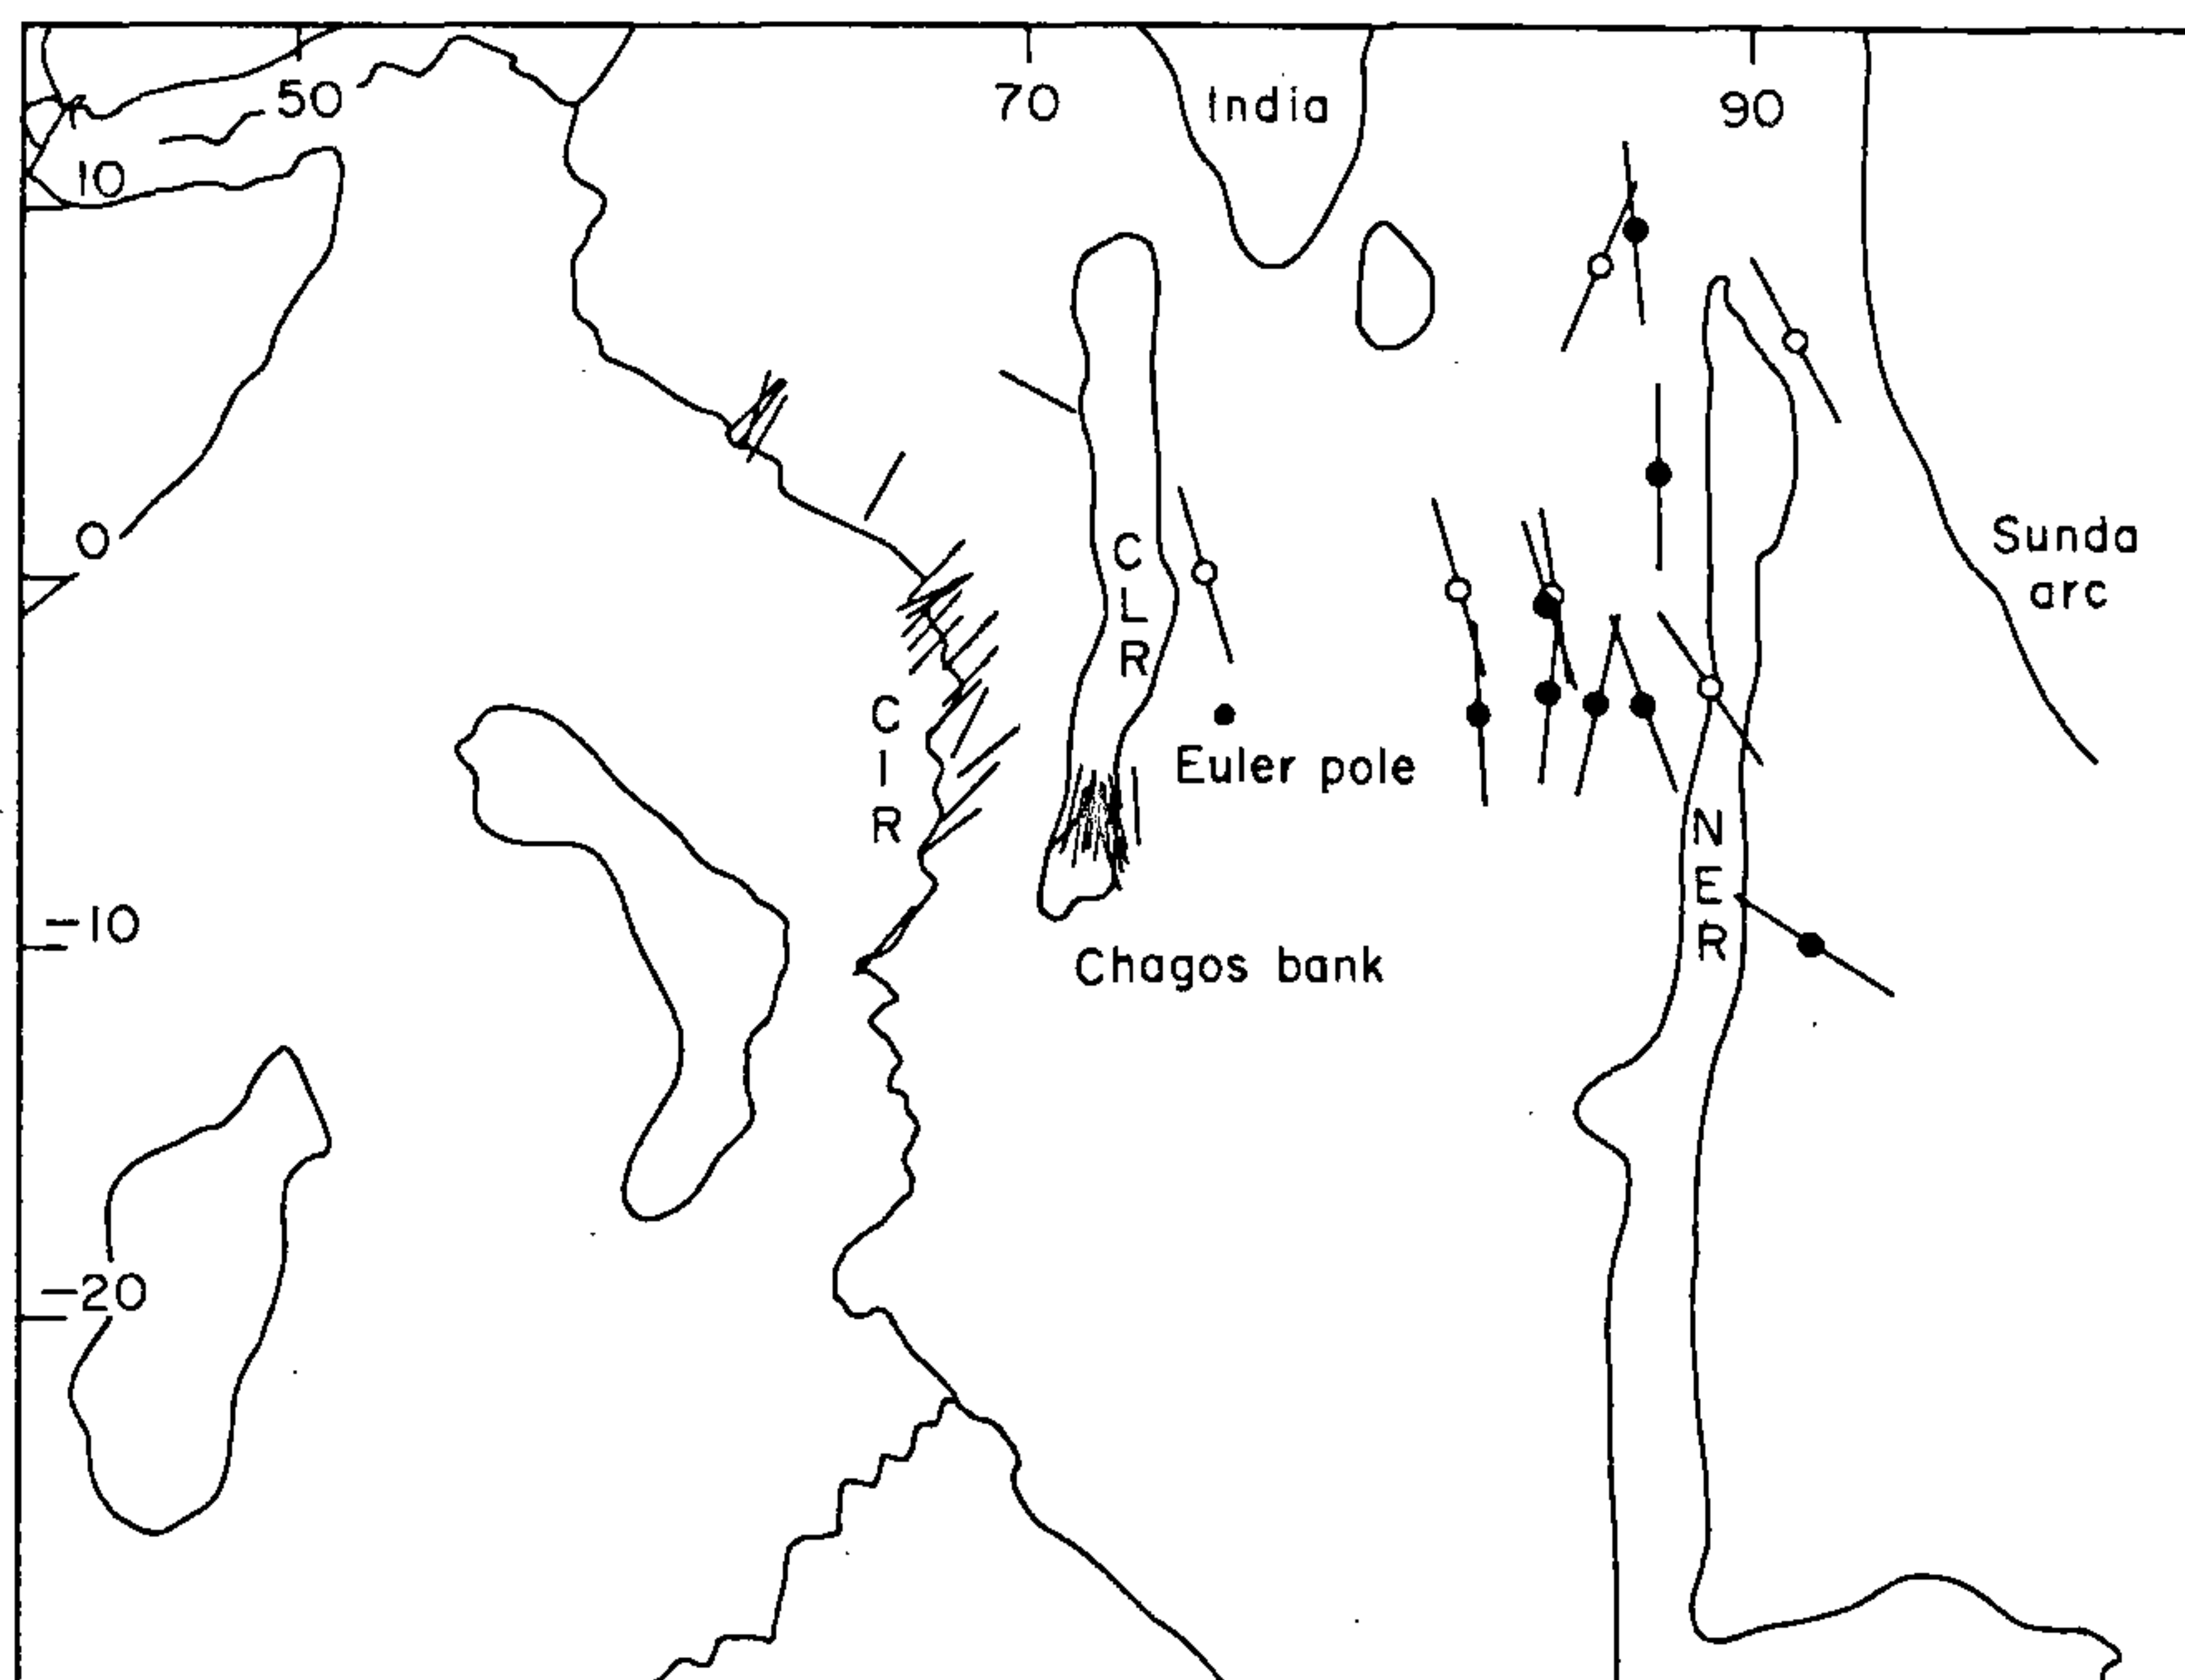 50
70
India
90
10
0
C
L
R
Sunda
arc
C
I
R
Euler pole
N
E
R
-10
Chagos bank
-20